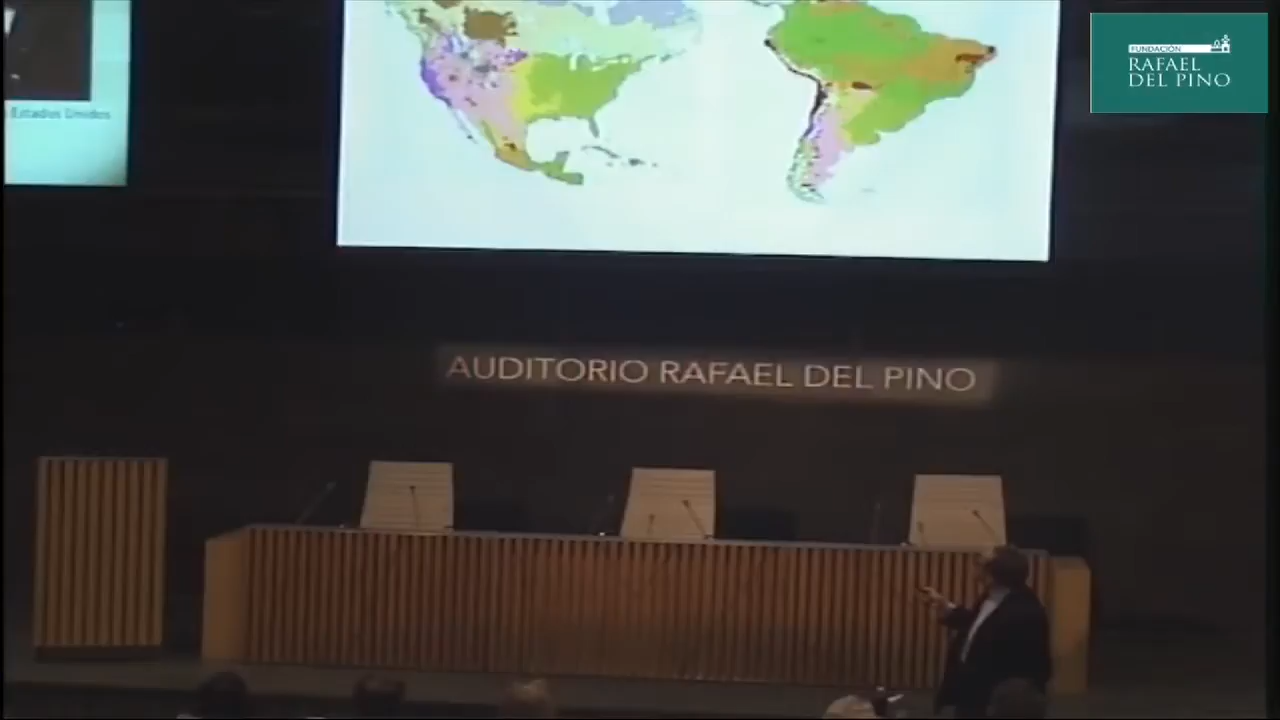 Estados Unidos
FUNDACIÓN
RAFAEL
DEL PINO
AUDITORIO RAFAEL DEL PINO